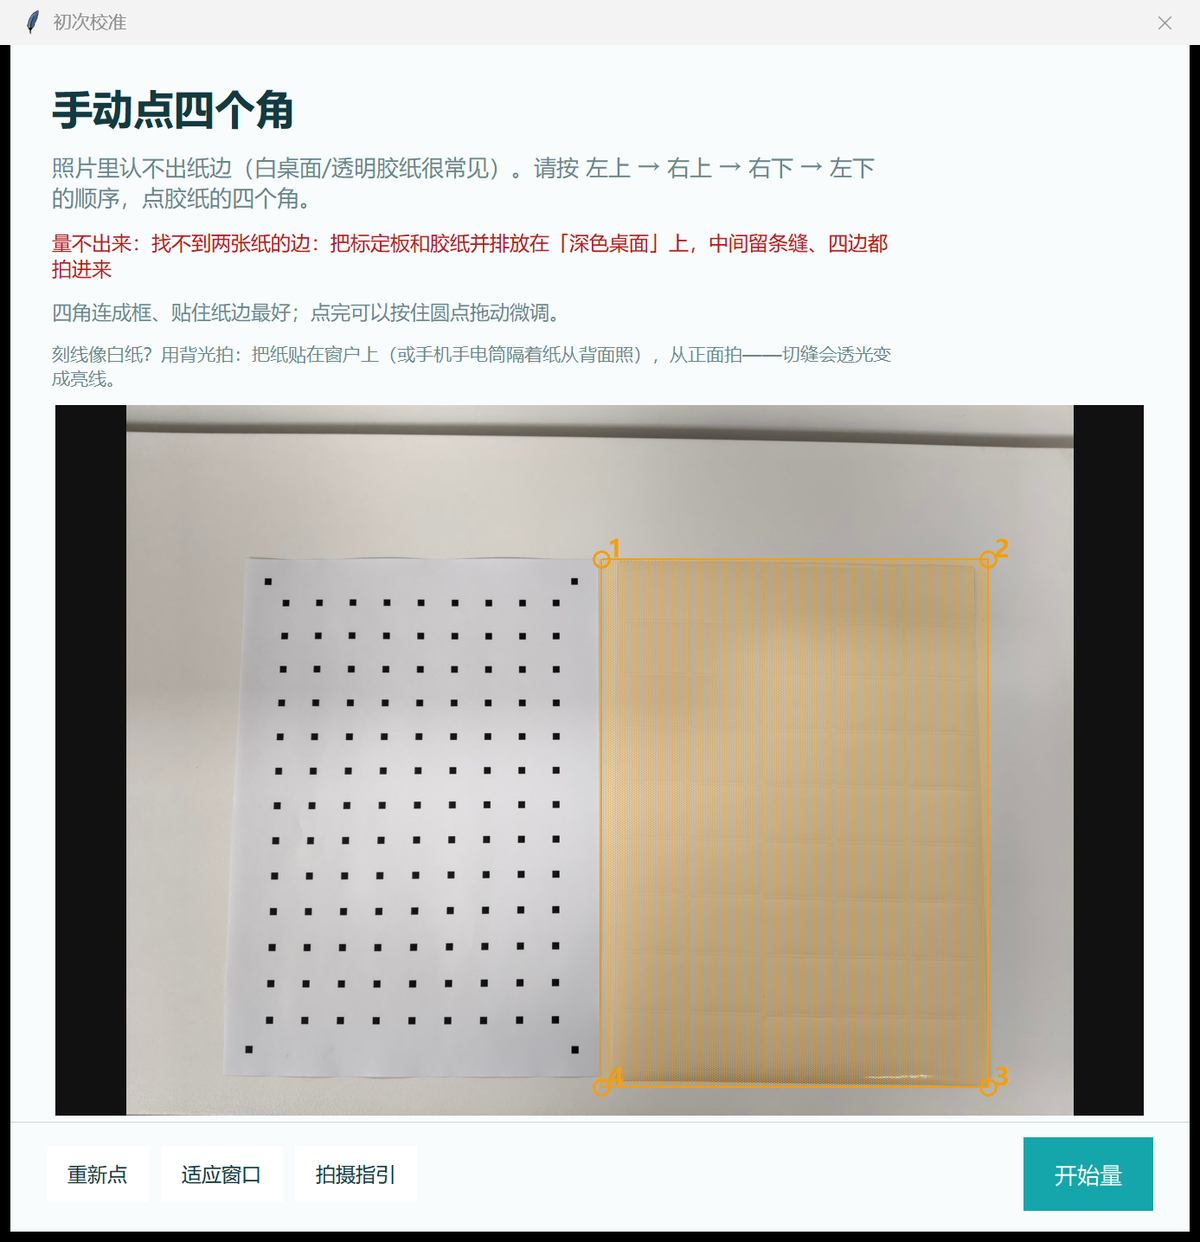 初次校准
手动点四个角
照片里认不出纸边（白桌面/透明胶纸很常见）。请按 左上 → 右上 → 右下 → 左下
的顺序，点胶纸的四个角。
量不出来：找不到两张纸的边：把标定板和胶纸并排放在「深色桌面」上，中间留条缝、四边都
拍进来
四角连成框、贴住纸边最好；点完可以按住圆点拖动微调。
刻线像白纸？用背光拍：把纸贴在窗户上（或手机手电筒隔着纸从背面照），从正面拍——切缝会透光变
成亮线。
1
2
4
3
重新点
适应窗口
拍摄指引
开始量